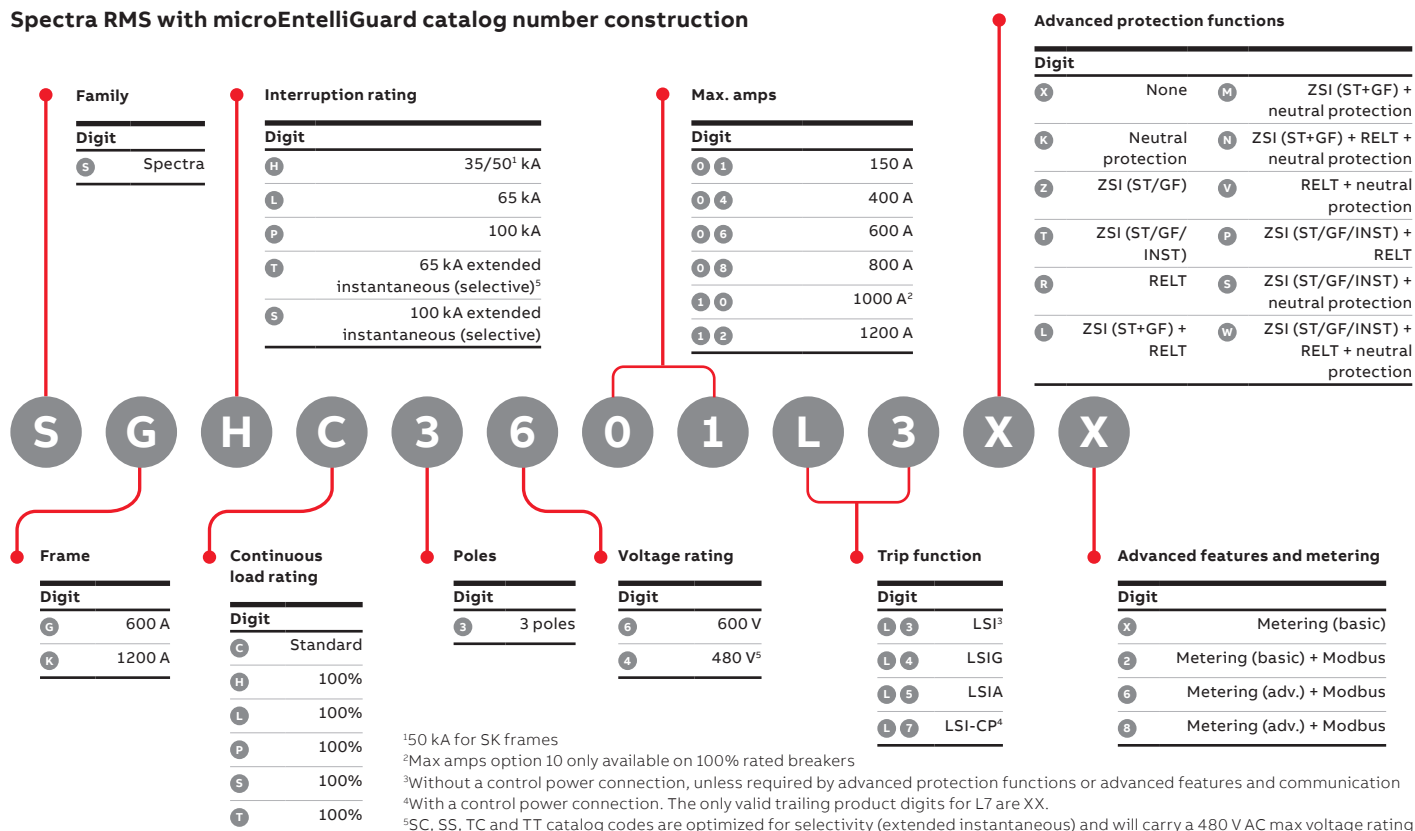 Spectra RMS with microEntelliGuard catalog number construction
Advanced protection functions
Digit
X None M ZSI (ST+GF) +
neutral protection
K Neutral
protection
N ZSI (ST+GF) + RELT +
neutral protection
Z ZSI (ST/GF) V RELT + neutral
protection
T ZSI (ST/GF/
INST)
P ZSI (ST/GF/INST) +
RELT
R RELT S ZSI (ST/GF/INST) +
neutral protection
L ZSI (ST+GF) +
RELT
W ZSI (ST/GF/INST) +
RELT + neutral
protection
Family
Digit
S Spectra
Interruption rating
Digit
H 35/50¹ kA
L 65 kA
P 100 kA
T 65 kA extended
instantaneous (selective)⁵
S 100 kA extended
instantaneous (selective)
Max. amps
Digit
0 1 150 A
0 4 400 A
0 6 600 A
0 8 800 A
1 0 1000 A²
1 2 1200 A
S G H C 3 6 0 1 L 3 X X
Frame
Digit
G 600 A
K 1200 A
Continuous
load rating
Digit
C Standard
H 100%
L 100%
P 100%
S 100%
T 100%
Poles
Digit
3 3 poles
Voltage rating
Digit
6 600 V
4 480 V⁵
Trip function
Digit
L 3 LSI³
L 4 LSIG
L 5 LSIA
L 7 LSI-CP⁴
Advanced features and metering
Digit
X Metering (basic)
2 Metering (basic) + Modbus
6 Metering (adv.) + Modbus
8 Metering (adv.) + Modbus
¹50 kA for SK frames
²Max amps option 10 only available on 100% rated breakers
³Without a control power connection, unless required by advanced protection functions or advanced features and communication
⁴With a control power connection. The only valid trailing product digits for L7 are XX.
⁵SC, SS, TC and TT catalog codes are optimized for selectivity (extended instantaneous) and will carry a 480 V AC max voltage rating